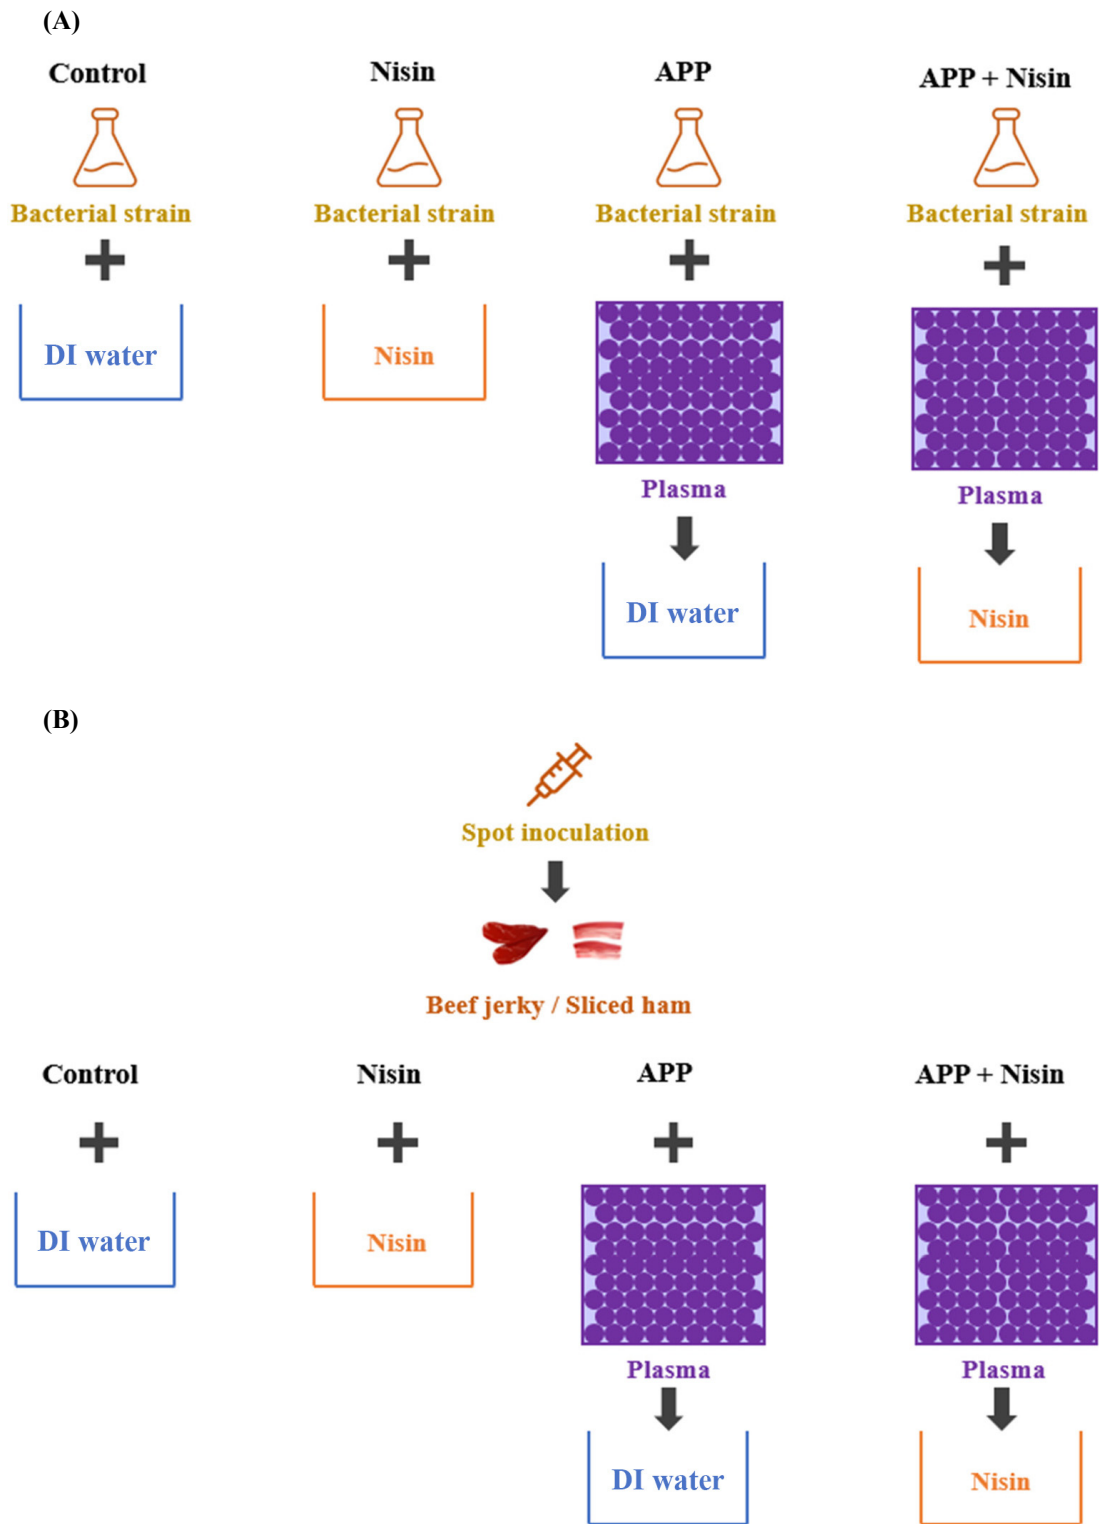 (A)
Control
Nisin
APP
APP + Nisin
Bacterial strain
Bacterial strain
Bacterial strain
Bacterial strain
DI water
Nisin
Plasma
Plasma
DI water
Nisin
(B)
Spot inoculation
Beef jerky / Sliced ham
Control
Nisin
APP
APP + Nisin
DI water
Nisin
Plasma
Plasma
DI water
Nisin